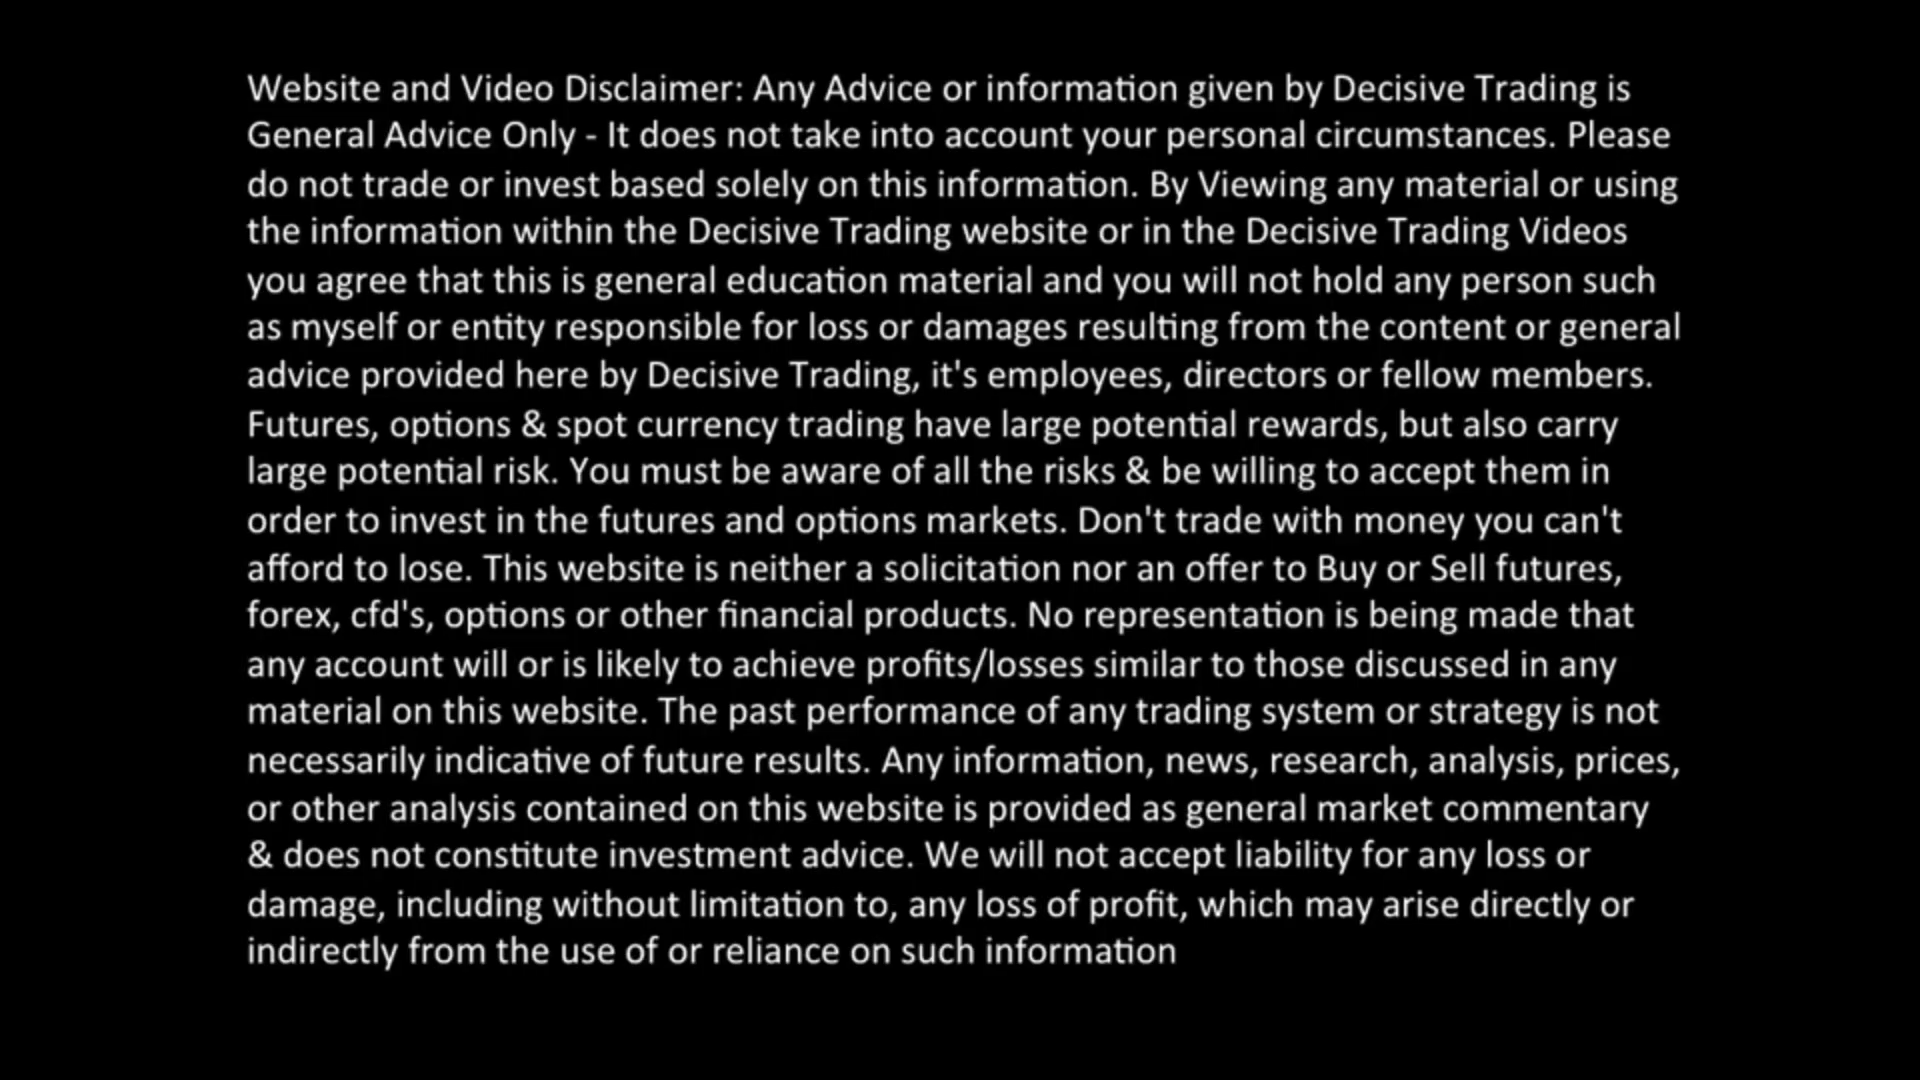 Website and Video Disclaimer: Any Advice or information given by Decisive Trading is
General Advice Only - It does not take into account your personal circumstances. Please
do not trade or invest based solely on this information. By Viewing any material or using
the information within the Decisive Trading website or in the Decisive Trading Videos
you agree that this is general education material and you will not hold any person such
as myself or entity responsible for loss or damages resulting from the content or general
advice provided here by Decisive Trading, it's employees, directors or fellow members.
Futures, options & spot currency trading have large potential rewards, but also carry
large potential risk. You must be aware of all the risks & be willing to accept them in
order to invest in the futures and options markets. Don't trade with money you can't
afford to lose. This website is neither a solicitation nor an offer to Buy or Sell futures,
forex, cfd's, options or other financial products. No representation is being made that
any account will or is likely to achieve profits/losses similar to those discussed in any
material on this website. The past performance of any trading system or strategy is not
necessarily indicative of future results. Any information, news, research, analysis, prices,
or other analysis contained on this website is provided as general market commentary
& does not constitute investment advice. We will not accept liability for any loss or
damage, including without limitation to, any loss of profit, which may arise directly or
indirectly from the use of or reliance on such information